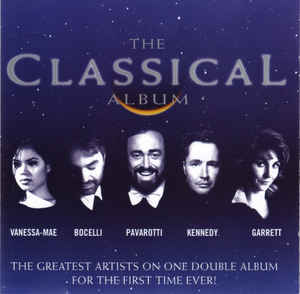 THE
CLASSICAL
ALBUM
VANESSA-MAE BOCELLI PAVAROTTI KENNEDY GARRETT
THE GREATEST ARTISTS ON ONE DOUBLE ALBUM
FOR THE FIRST TIME EVER!